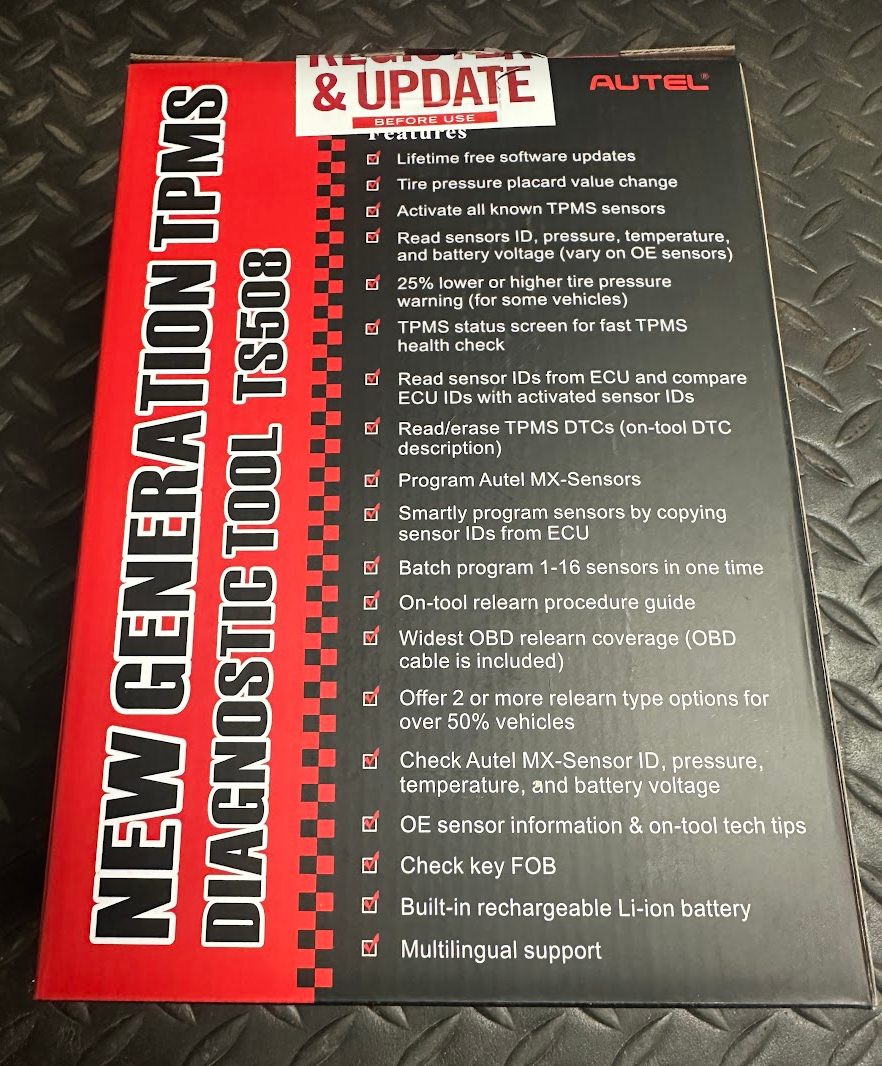 NEW GENERATION TPMS
DIAGNOSTIC TOOL TS508
& UPDATE
BEFORE USE
AUTEL®
Features
Lifetime free software updates
Tire pressure placard value change
Activate all known TPMS sensors
Read sensors ID, pressure, temperature,
and battery voltage (vary on OE sensors)
25% lower or higher tire pressure
warning (for some vehicles)
TPMS status screen for fast TPMS
health check
Read sensor IDs from ECU and compare
ECU IDs with activated sensor IDs
Read/erase TPMS DTCs (on-tool DTC
description)
Program Autel MX-Sensors
Smartly program sensors by copying
sensor IDs from ECU
Batch program 1-16 sensors in one time
On-tool relearn procedure guide
Widest OBD relearn coverage (OBD
cable is included)
Offer 2 or more relearn type options for
over 50% vehicles
Check Autel MX-Sensor ID, pressure,
temperature, and battery voltage
OE sensor information & on-tool tech tips
Check key FOB
Built-in rechargeable Li-ion battery
Multilingual support